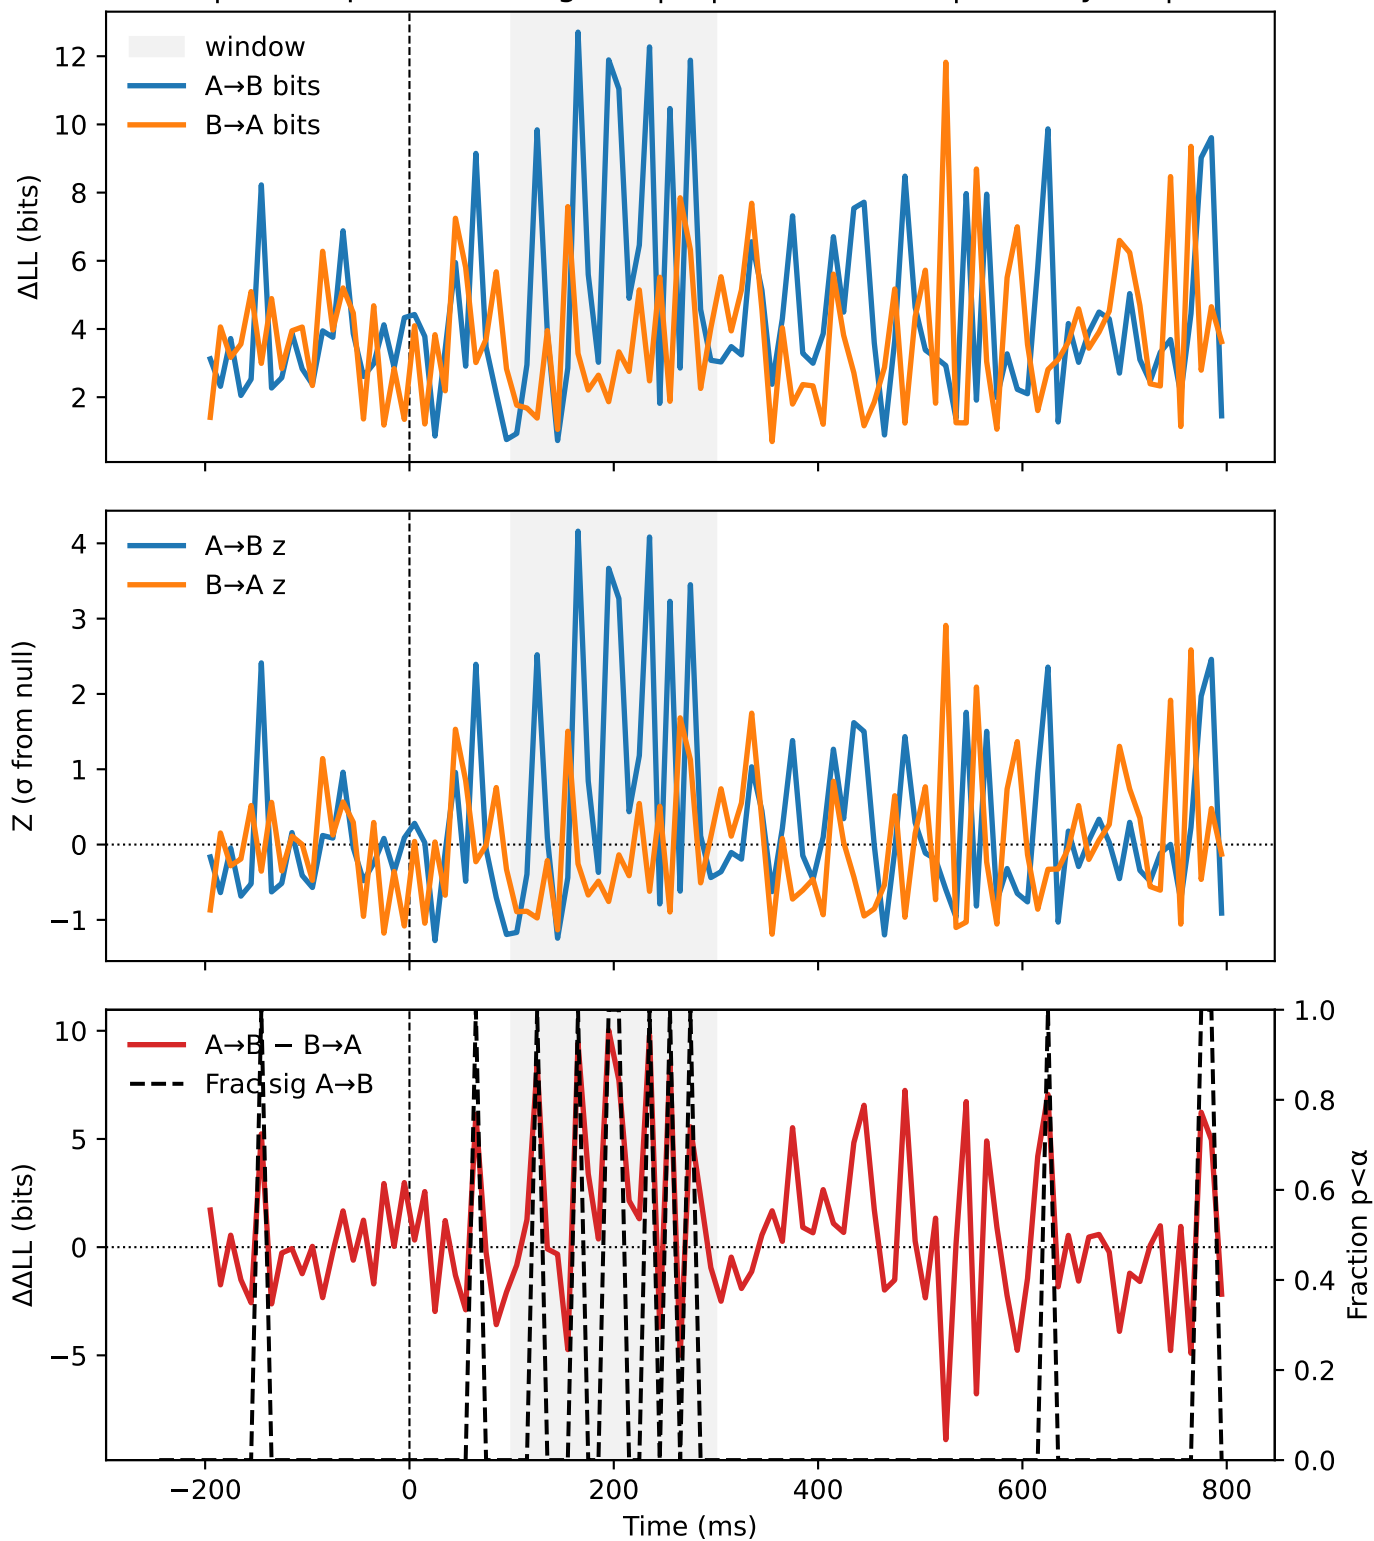 window
A→B bits
B→A bits
ΔLL (bits)
12
10
8
6
4
2
A→B z
B→A z
Z (σ from null)
4
3
2
1
0
−1
A→B − B→A
Frac sig A→B
ΔΔLL (bits)
10
5
0
−5
1.0
0.8
0.6
0.4
0.2
0.0
Fraction p<α
−200 0 200 400 600 800
Time (ms)